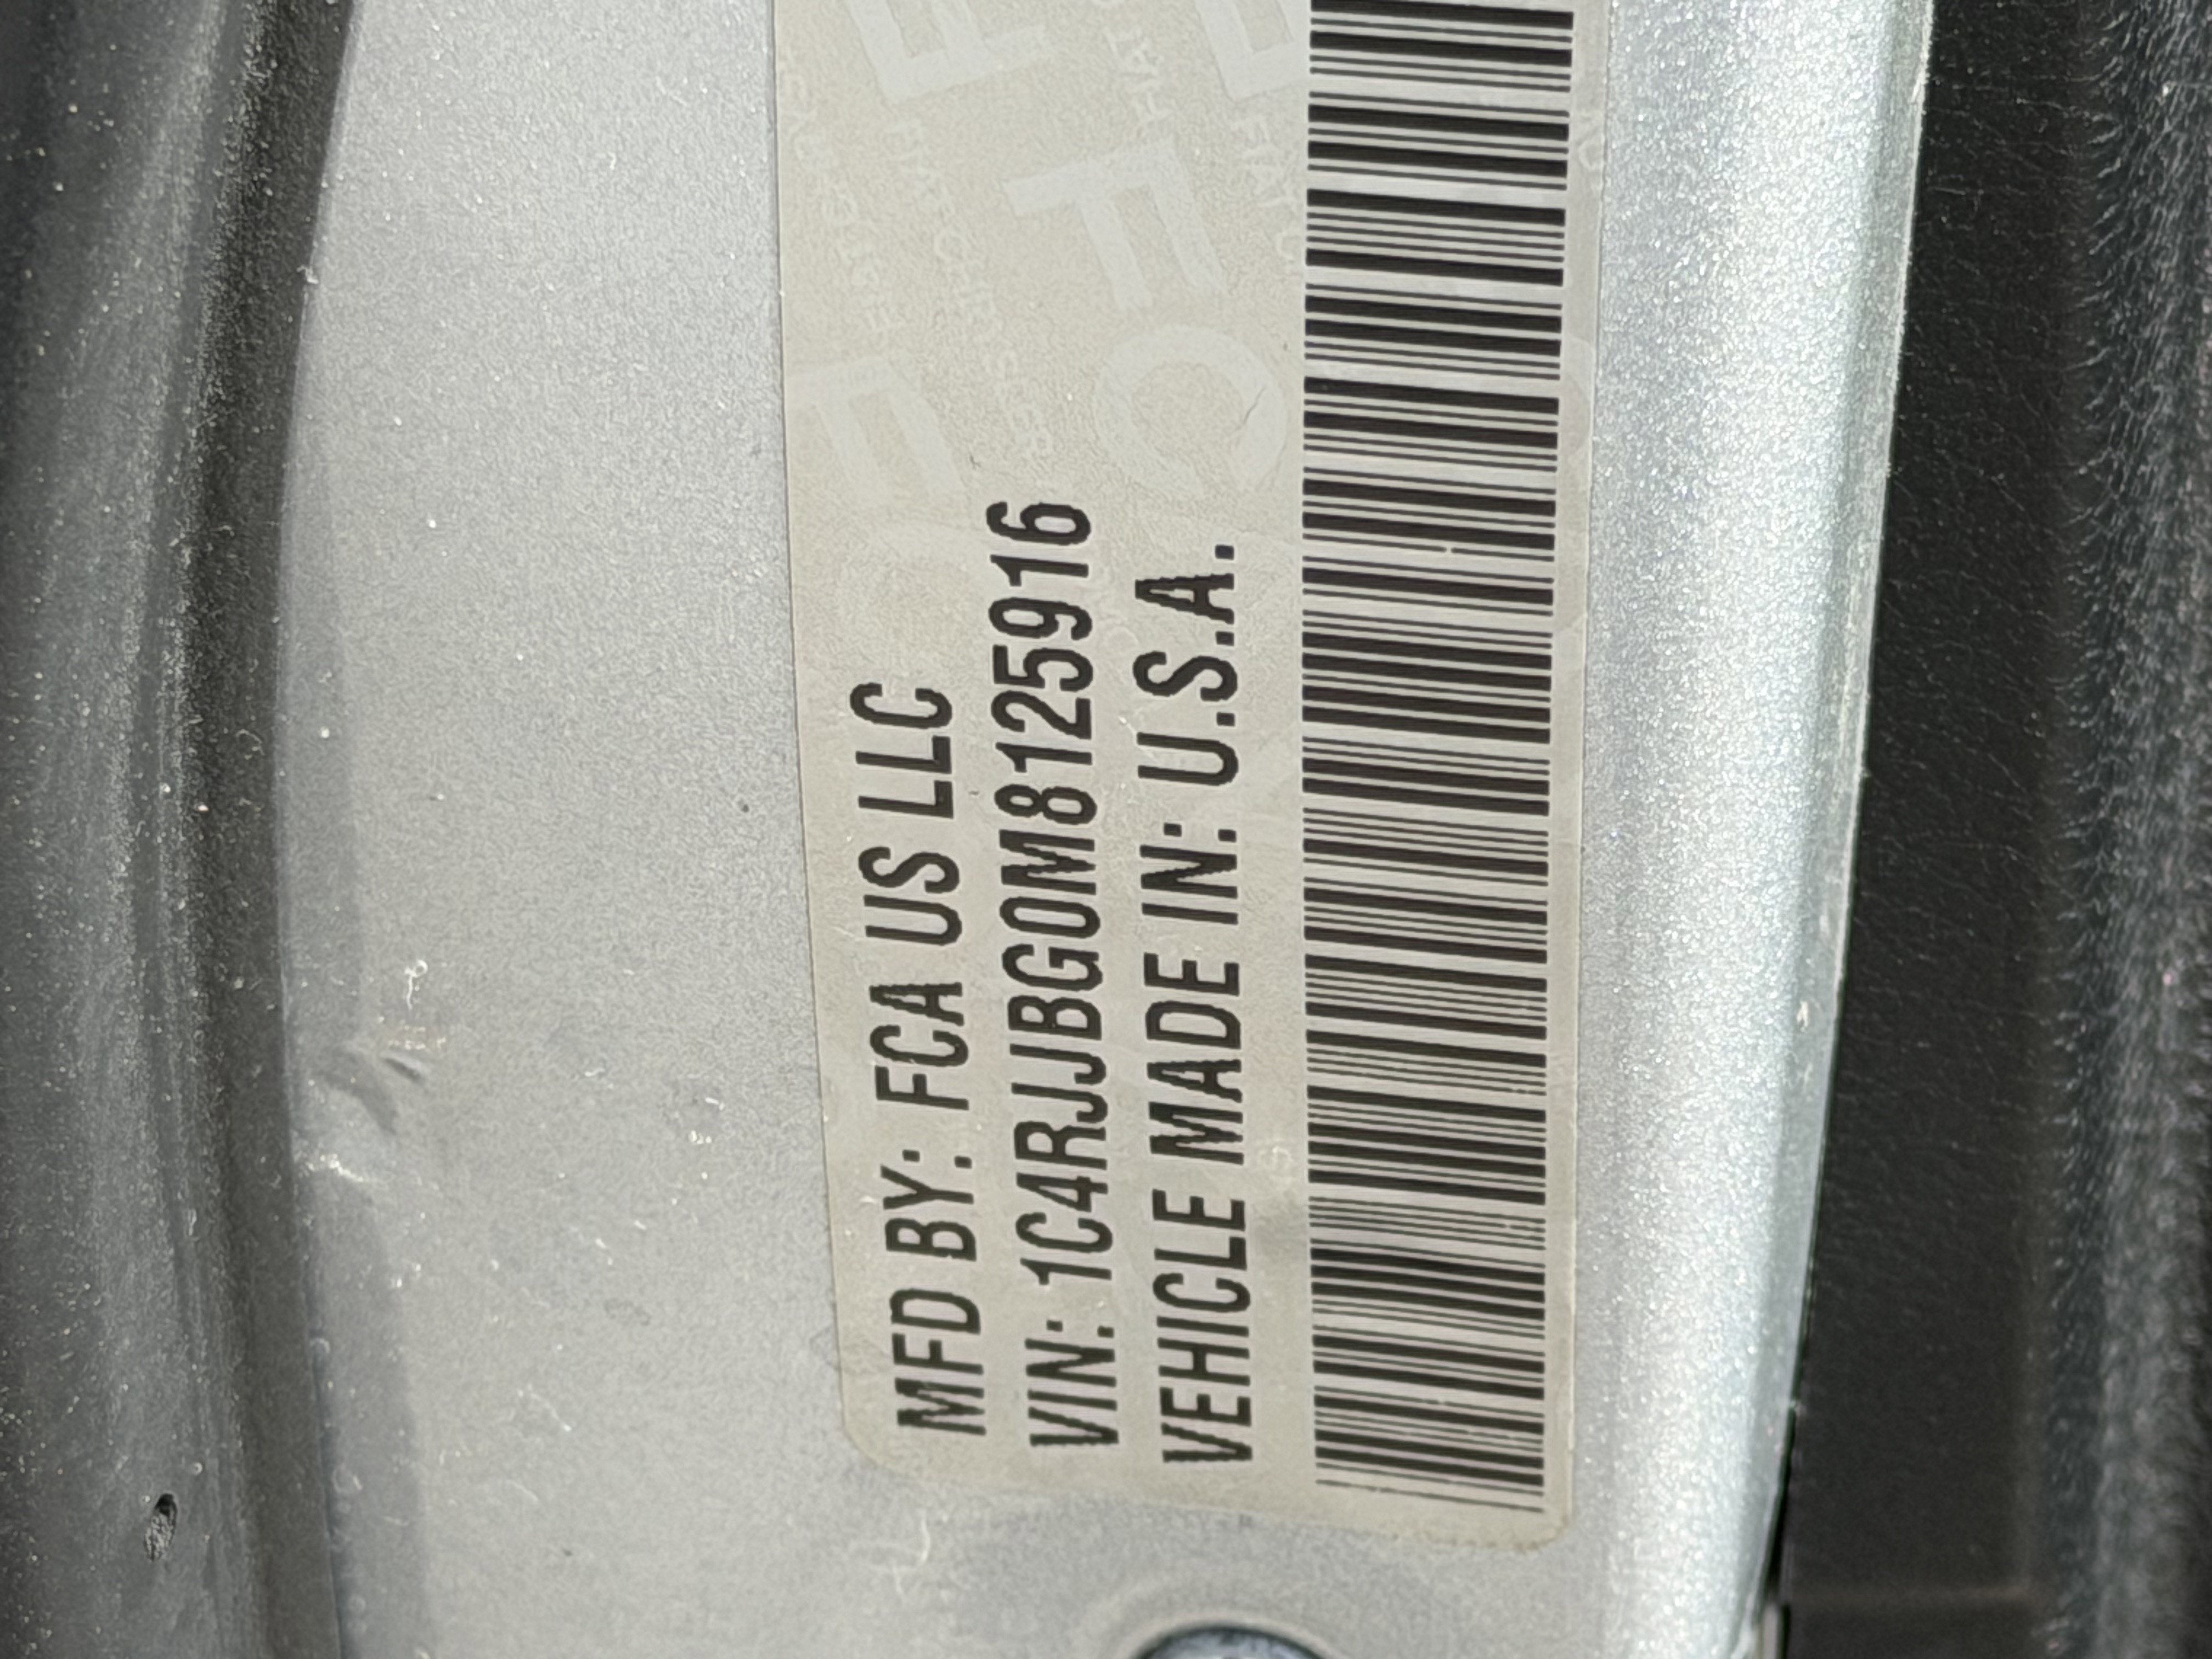 MFD BY: FCA US LLC
VIN: 1C4RJJBG0M8125916
VEHICLE MADE IN: U.S.A.